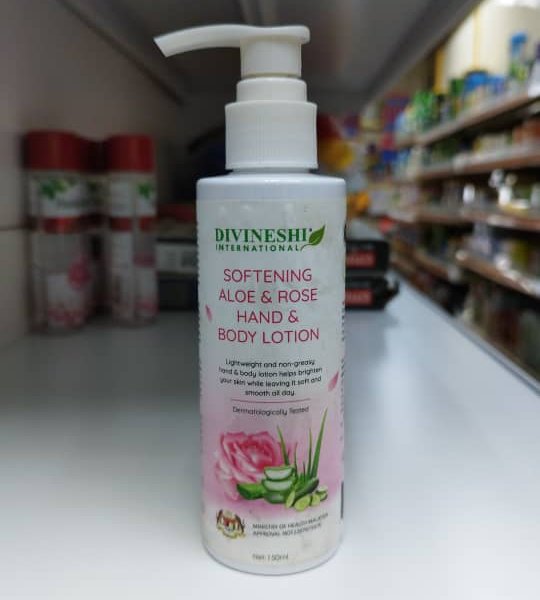 DIVINESHI
INTERNATIONAL
SOFTENING
ALOE & ROSE
HAND &
BODY LOTION
Lightweight and non-greasy
hand & body lotion helps brighten
your skin while leaving it soft and
smooth all day.
Dermatologically Tested
MINISTRY OF HEALTH MALAYSIA
APPROVAL
Net: 150ml